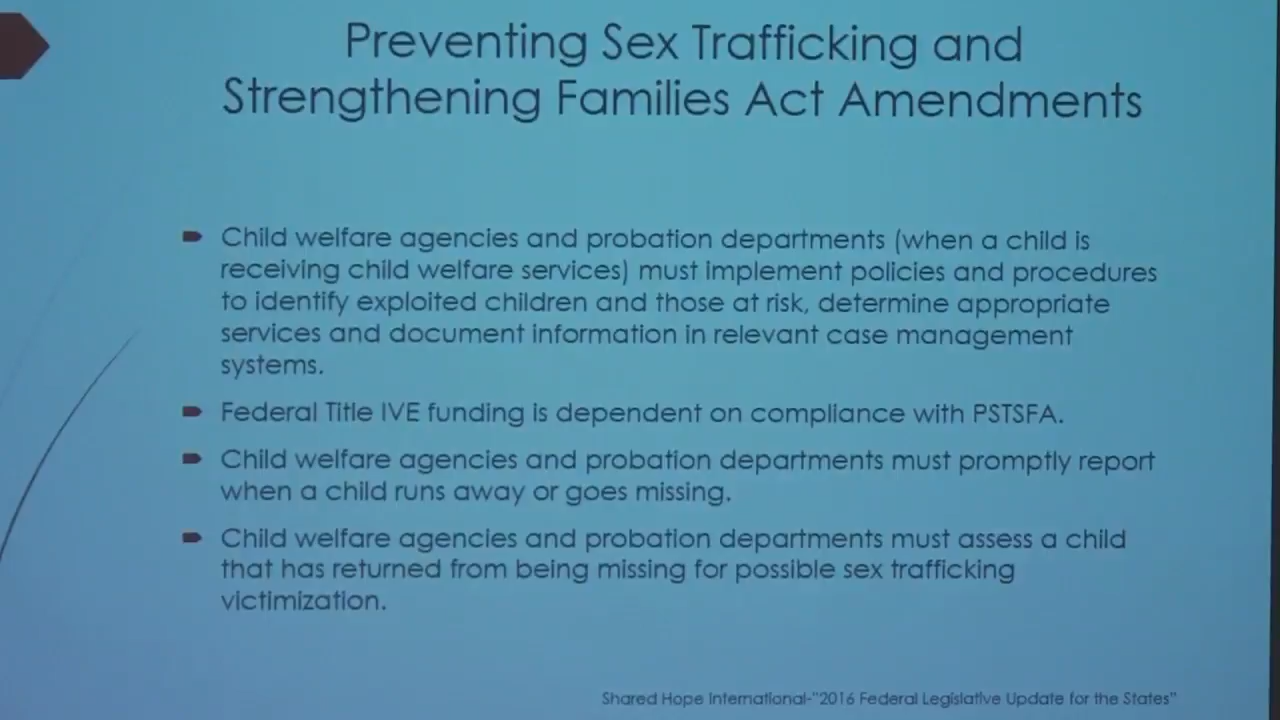 Preventing Sex Trafficking and
Strengthening Families Act Amendments
Child welfare agencies and probation departments (when a child is
receiving child welfare services) must implement policies and procedures
to identify exploited children and those at risk, determine appropriate
services and document information in relevant case management
systems.
Federal Title IVE funding is dependent on compliance with PSTSFA.
Child welfare agencies and probation departments must promptly report
when a child runs away or goes missing.
Child welfare agencies and probation departments must assess a child
that has returned from being missing for possible sex trafficking
victimization.
Shared Hope International-"2016 Federal Legislative Update for the States"